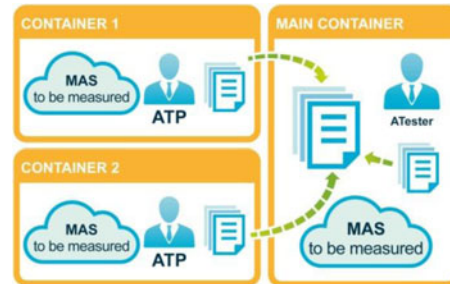 CONTAINER 1
MAS
to be measured
ATP
CONTAINER 2
MAS
to be measured
ATP
MAIN CONTAINER
ATester
MAS
to be measured